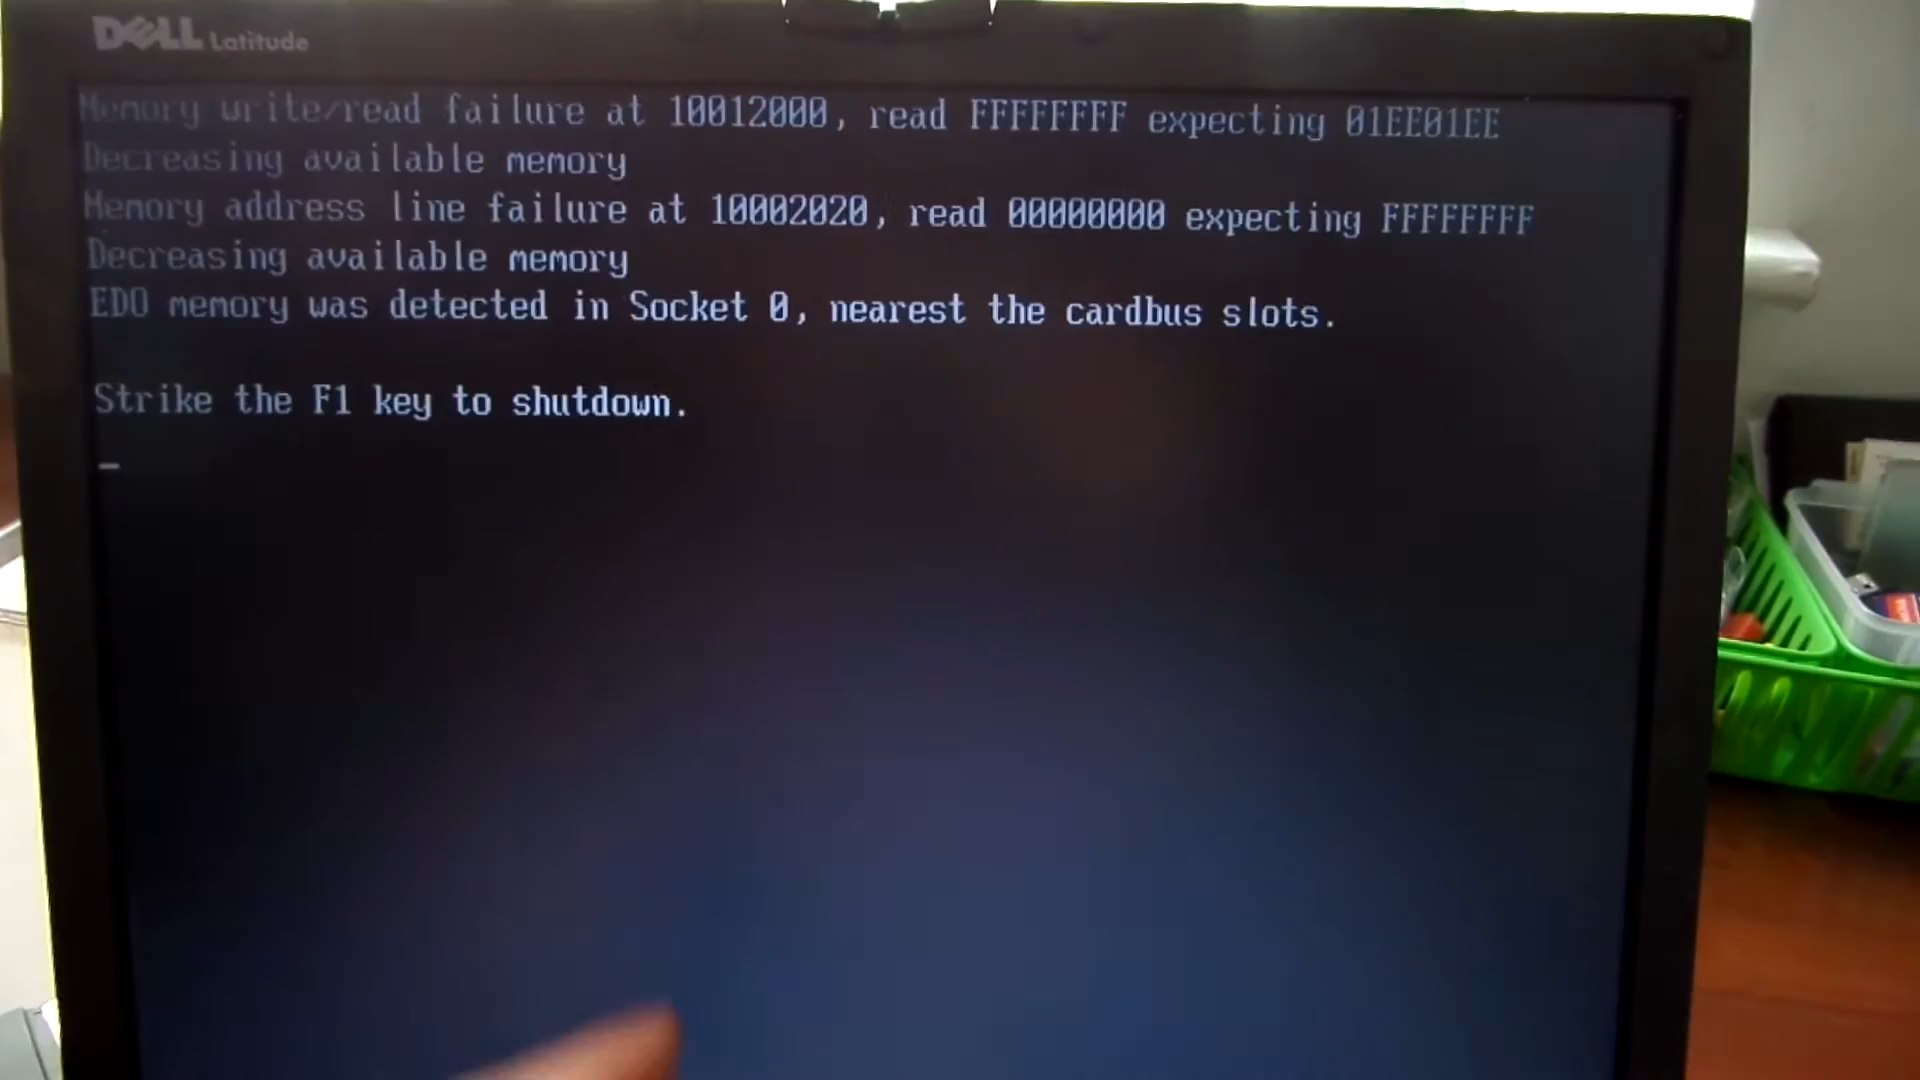 DELL Latitude
Memory write/read failure at 10012000, read FFFFFFFF expecting 01EE01EE
Decreasing available memory
Memory address line failure at 10002020, read 00000000 expecting FFFFFFFF
Decreasing available memory
EDO memory was detected in Socket 0, nearest the cardbus slots.
Strike the F1 key to shutdown.
_